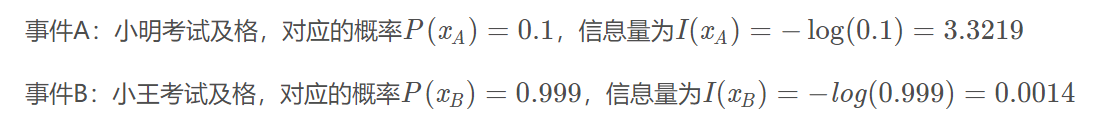 事件A：小明考试及格，对应的概率P(x_A) = 0.1，信息量为I(x_A) = − log(0.1) = 3.3219
事件B：小王考试及格，对应的概率P(x_B) = 0.999，信息量为I(x_B) = −log(0.999) = 0.0014